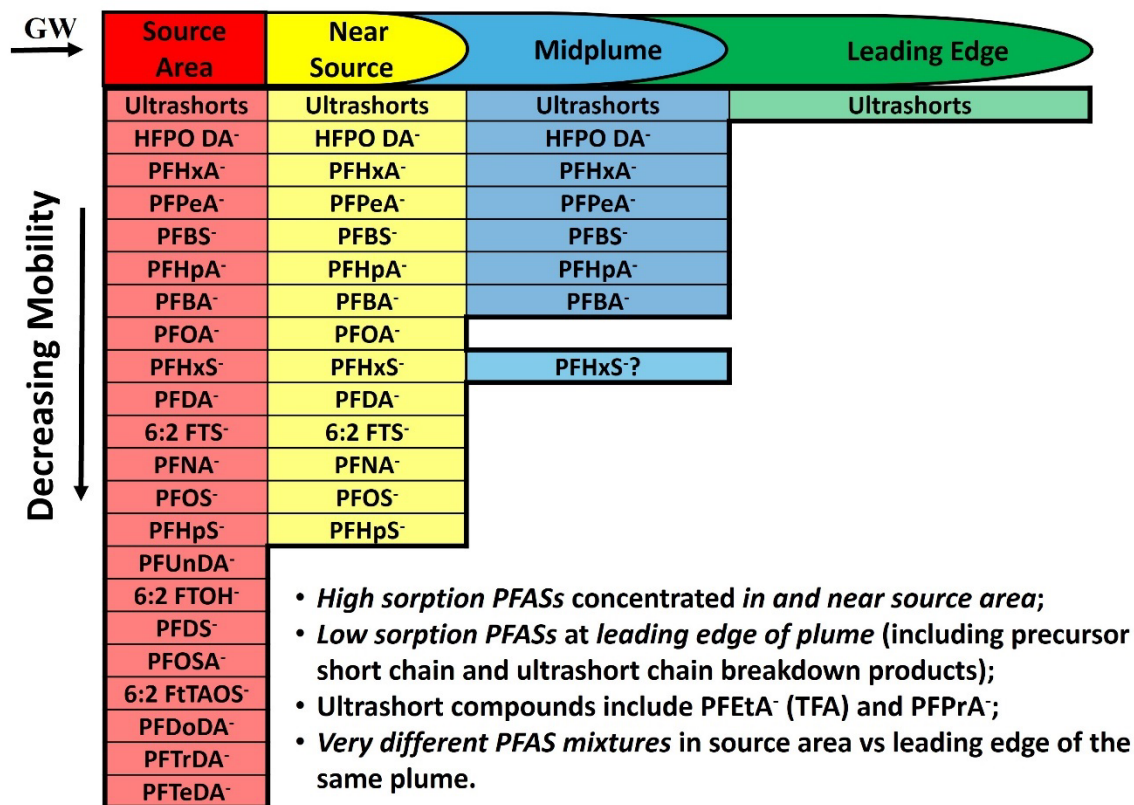 GW
Source Area
Near Source
Midplume
Leading Edge
Decreasing Mobility
Ultrashorts Ultrashorts Ultrashorts Ultrashorts
HFPO DA⁻ HFPO DA⁻ HFPO DA⁻
PFHxA⁻ PFHxA⁻ PFHxA⁻
PFPeA⁻ PFPeA⁻ PFPeA⁻
PFBS⁻ PFBS⁻ PFBS⁻
PFHpA⁻ PFHpA⁻ PFHpA⁻
PFBA⁻ PFBA⁻ PFBA⁻
PFOA⁻ PFOA⁻
PFHxS⁻ PFHxS⁻ PFHxS⁻?
PFDA⁻ PFDA⁻
6:2 FTS⁻ 6:2 FTS⁻
PFNA⁻ PFNA⁻
PFOS⁻ PFOS⁻
PFHpS⁻ PFHpS⁻
PFUnDA⁻
6:2 FTOH⁻
PFDS⁻
PFOSA⁻
6:2 FtTAOS⁻
PFDoDA⁻
PFTrDA⁻
PFTeDA⁻
• High sorption PFASs concentrated in and near source area;
• Low sorption PFASs at leading edge of plume (including precursor
short chain and ultrashort chain breakdown products);
• Ultrashort compounds include PFEtA⁻ (TFA) and PFPrA⁻;
• Very different PFAS mixtures in source area vs leading edge of the
same plume.